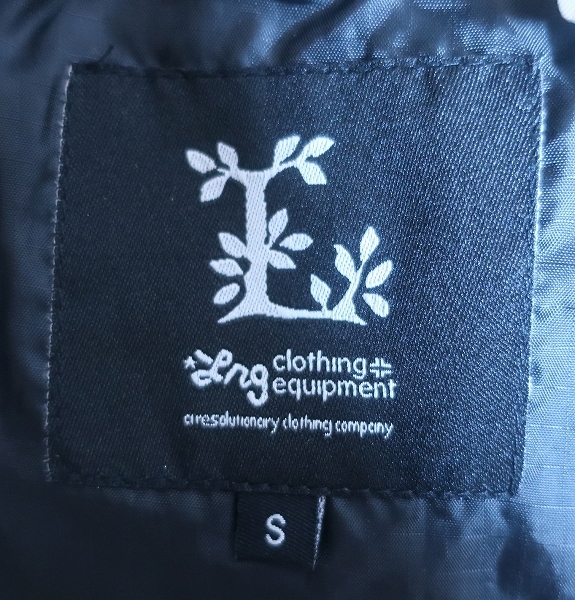 L
Lrg clothing
equipment
a resolutionary clothing company
S